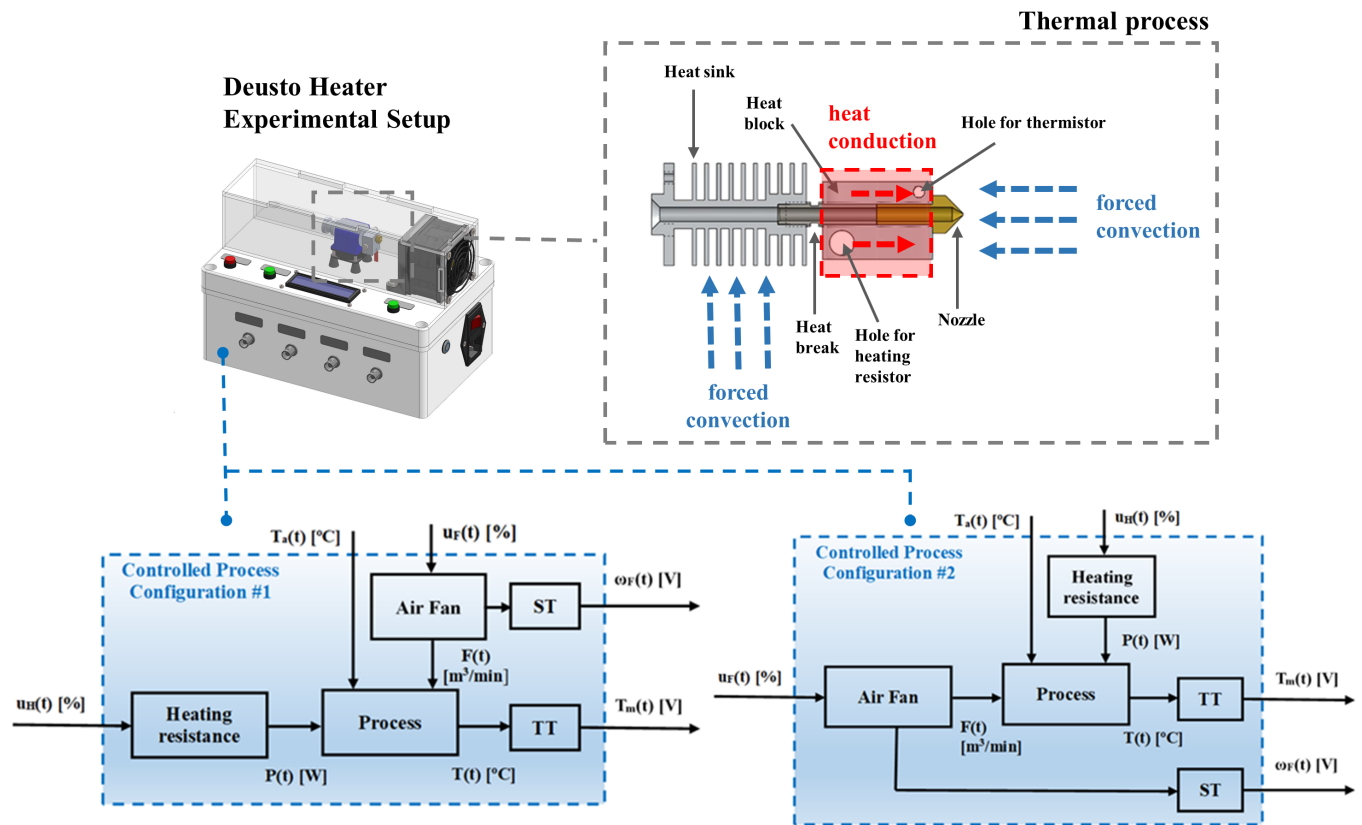 Thermal process
Deusto Heater
Experimental Setup
Heat sink
Heat
block
heat
conduction
Hole for thermistor
forced
convection
Heat
break
Hole for
heating
resistor
Nozzle
forced
convection
Tₐ(t) [ºC]
u_F(t) [%]
Controlled Process
Configuration #1
Air Fan
ST
ω_F(t) [V]
F(t)
[m³/min]
u_H(t) [%]
Heating
resistance
P(t) [W]
Process
T(t) [ºC]
TT
Tₘ(t) [V]
Tₐ(t) [ºC]
u_H(t) [%]
Controlled Process
Configuration #2
Heating
resistance
P(t) [W]
u_F(t) [%]
Air Fan
F(t)
[m³/min]
Process
T(t) [ºC]
TT
Tₘ(t) [V]
ST
ω_F(t) [V]